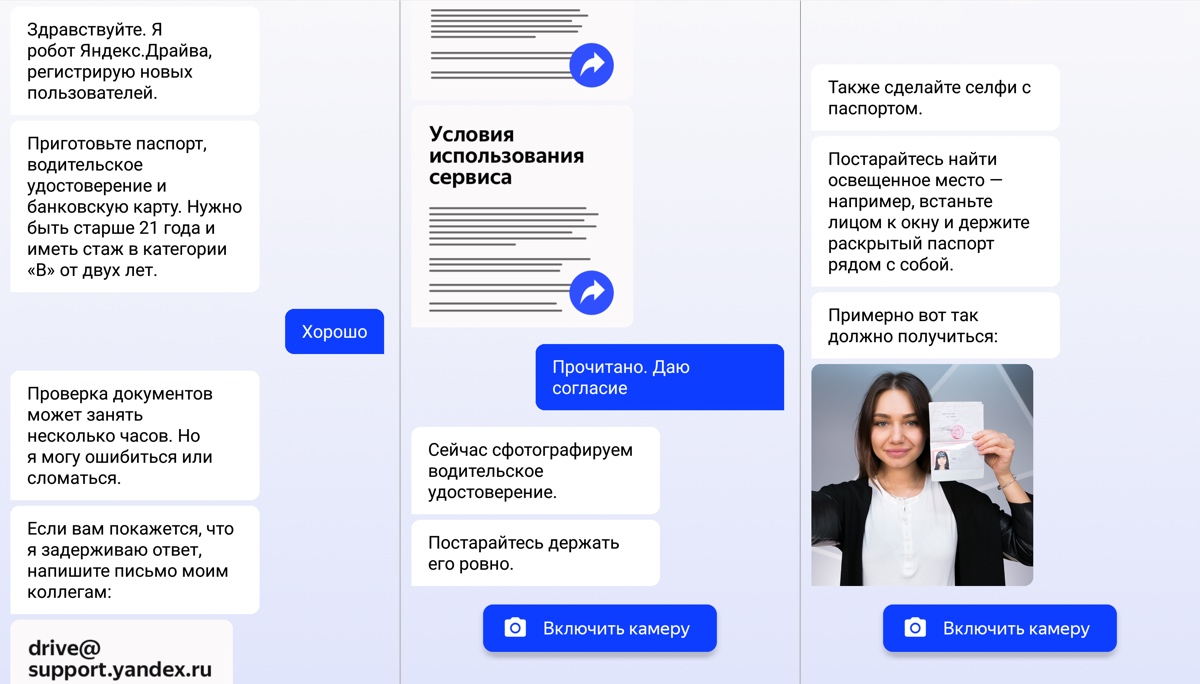 Здравствуйте. Я
робот Яндекс.Драйва,
регистрирую новых
пользователей.
Приготовьте паспорт,
водительское
удостоверение и
банковскую карту. Нужно
быть старше 21 года и
иметь стаж в категории
«B» от двух лет.
Хорошо
Проверка документов
может занять
несколько часов. Но
я могу ошибиться или
сломаться.
Если вам покажется, что
я задерживаю ответ,
напишите письмо моим
коллегам:
drive@
support.yandex.ru
Условия
использования
сервиса
Прочитано. Даю
согласие
Сейчас сфотографируем
водительское
удостоверение.
Постарайтесь держать
его ровно.
Включить камеру
Также сделайте селфи с
паспортом.
Постарайтесь найти
освещенное место —
например, встаньте
лицом к окну и держите
раскрытый паспорт
рядом с собой.
Примерно вот так
должно получиться:
Включить камеру